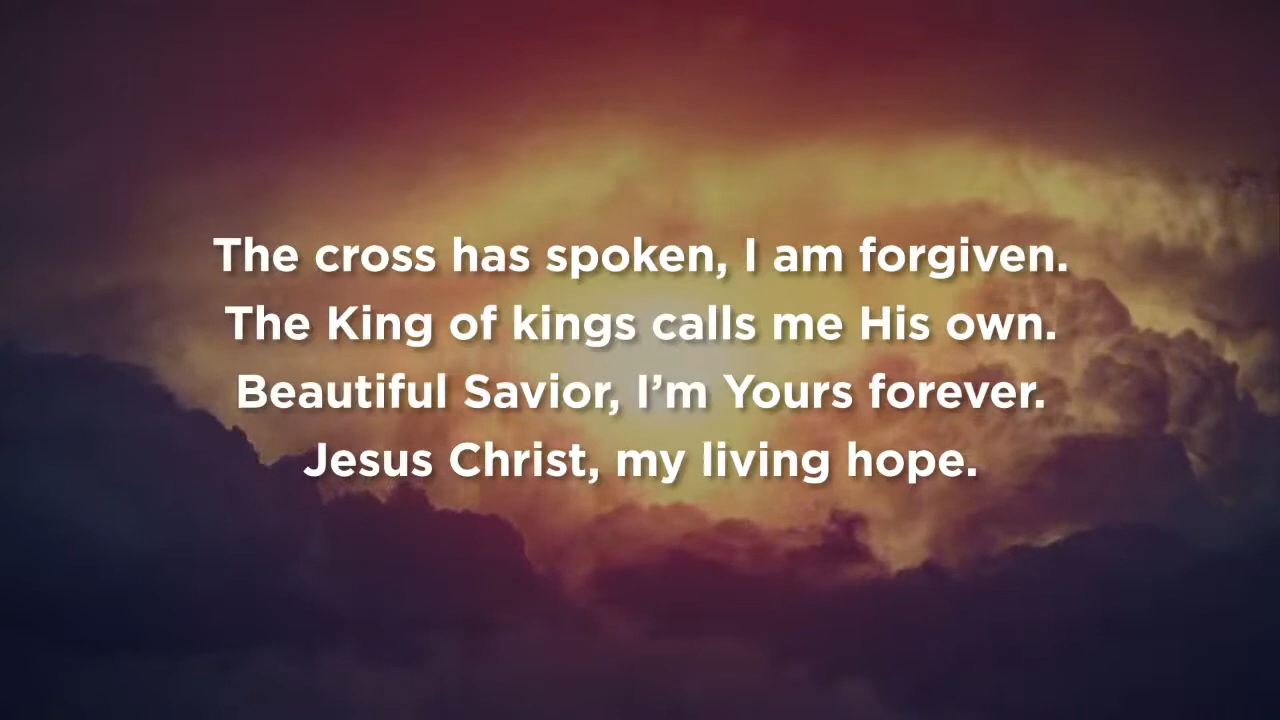 The cross has spoken, I am forgiven.
The King of kings calls me His own.
Beautiful Savior, I’m Yours forever.
Jesus Christ, my living hope.